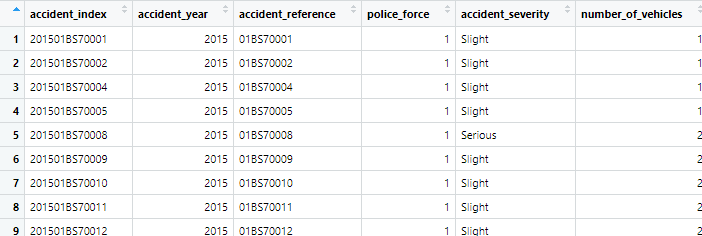 accident_index accident_year accident_reference police_force accident_severity number_of_vehicles
1 201501BS70001 2015 01BS70001 1 Slight 1
2 201501BS70002 2015 01BS70002 1 Slight 1
3 201501BS70004 2015 01BS70004 1 Slight 1
4 201501BS70005 2015 01BS70005 1 Slight 1
5 201501BS70008 2015 01BS70008 1 Serious 2
6 201501BS70009 2015 01BS70009 1 Slight 2
7 201501BS70010 2015 01BS70010 1 Slight 2
8 201501BS70011 2015 01BS70011 1 Slight 2
9 201501BS70012 2015 01BS70012 1 Slight 2